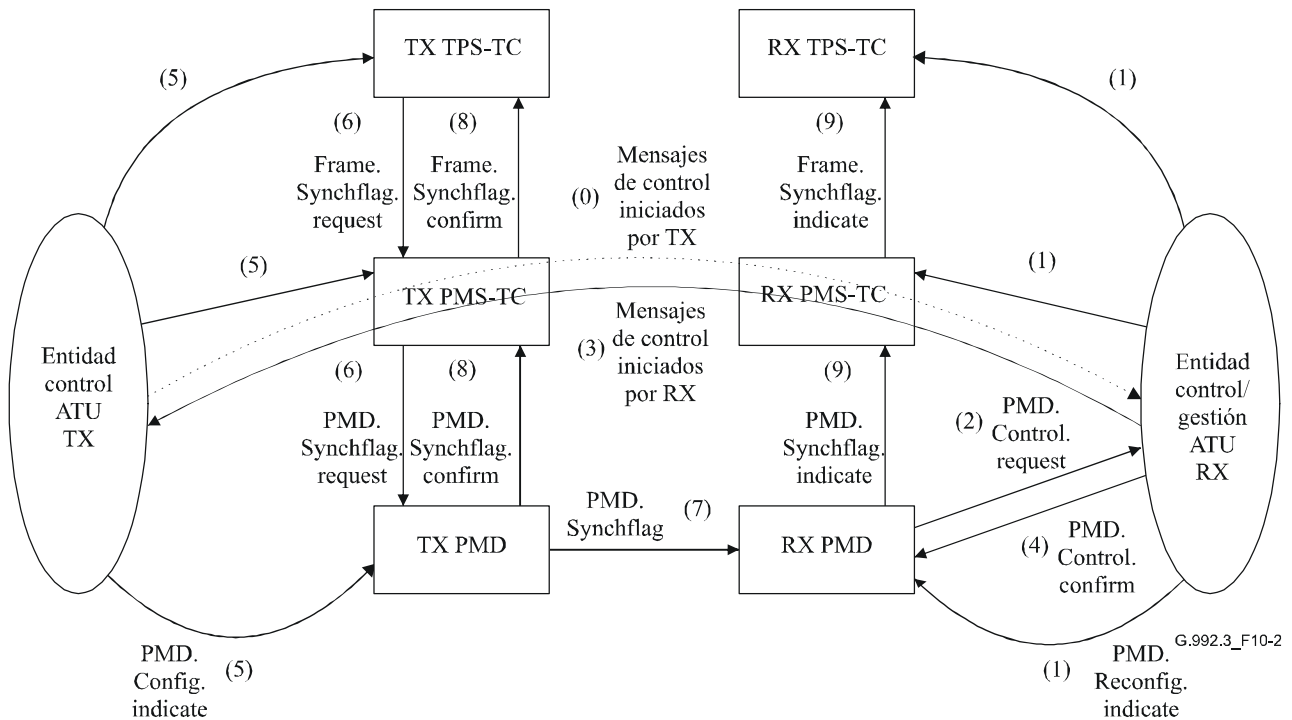 TX TPS-TC
RX TPS-TC
(5)
(1)
(6)
(8)
(9)
Frame.
Synchflag.
request
Frame.
Synchflag.
confirm
(0)
Mensajes
de control
iniciados
por TX
Frame.
Synchflag.
indicate
(5)
(1)
TX PMS-TC
RX PMS-TC
(3)
Mensajes
de control
iniciados
por RX
Entidad
control
ATU
TX
Entidad
control/
gestión
ATU
RX
(6)
(8)
(9)
PMD.
Synchflag.
request
PMD.
Synchflag.
confirm
PMD.
Synchflag.
indicate
(2)
PMD.
Control.
request
PMD.
Synchflag
(7)
TX PMD
RX PMD
(4)
PMD.
Control.
confirm
G.992.3_F10-2
PMD.
Config.
indicate
(5)
(1)
PMD.
Reconfig.
indicate